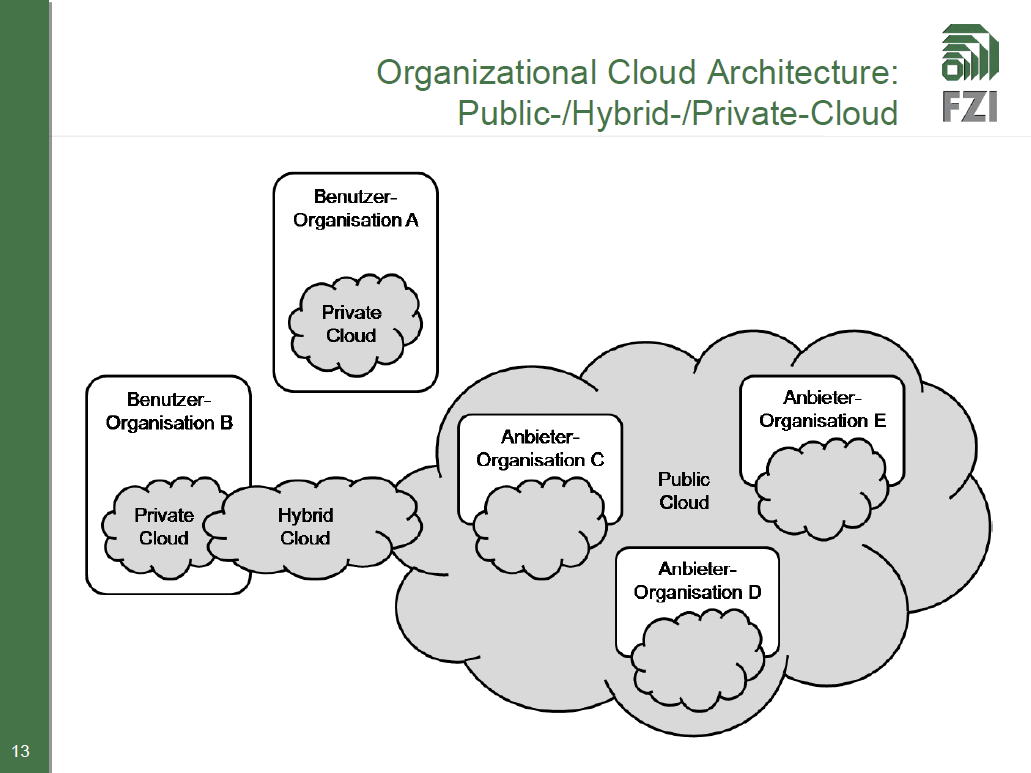 Organizational Cloud Architecture:
Public-/Hybrid-/Private-Cloud
FZI
Benutzer-
Organisation A
Private
Cloud
Benutzer-
Organisation B
Private
Cloud
Hybrid
Cloud
Anbieter-
Organisation C
Public
Cloud
Anbieter-
Organisation E
Anbieter-
Organisation D
13